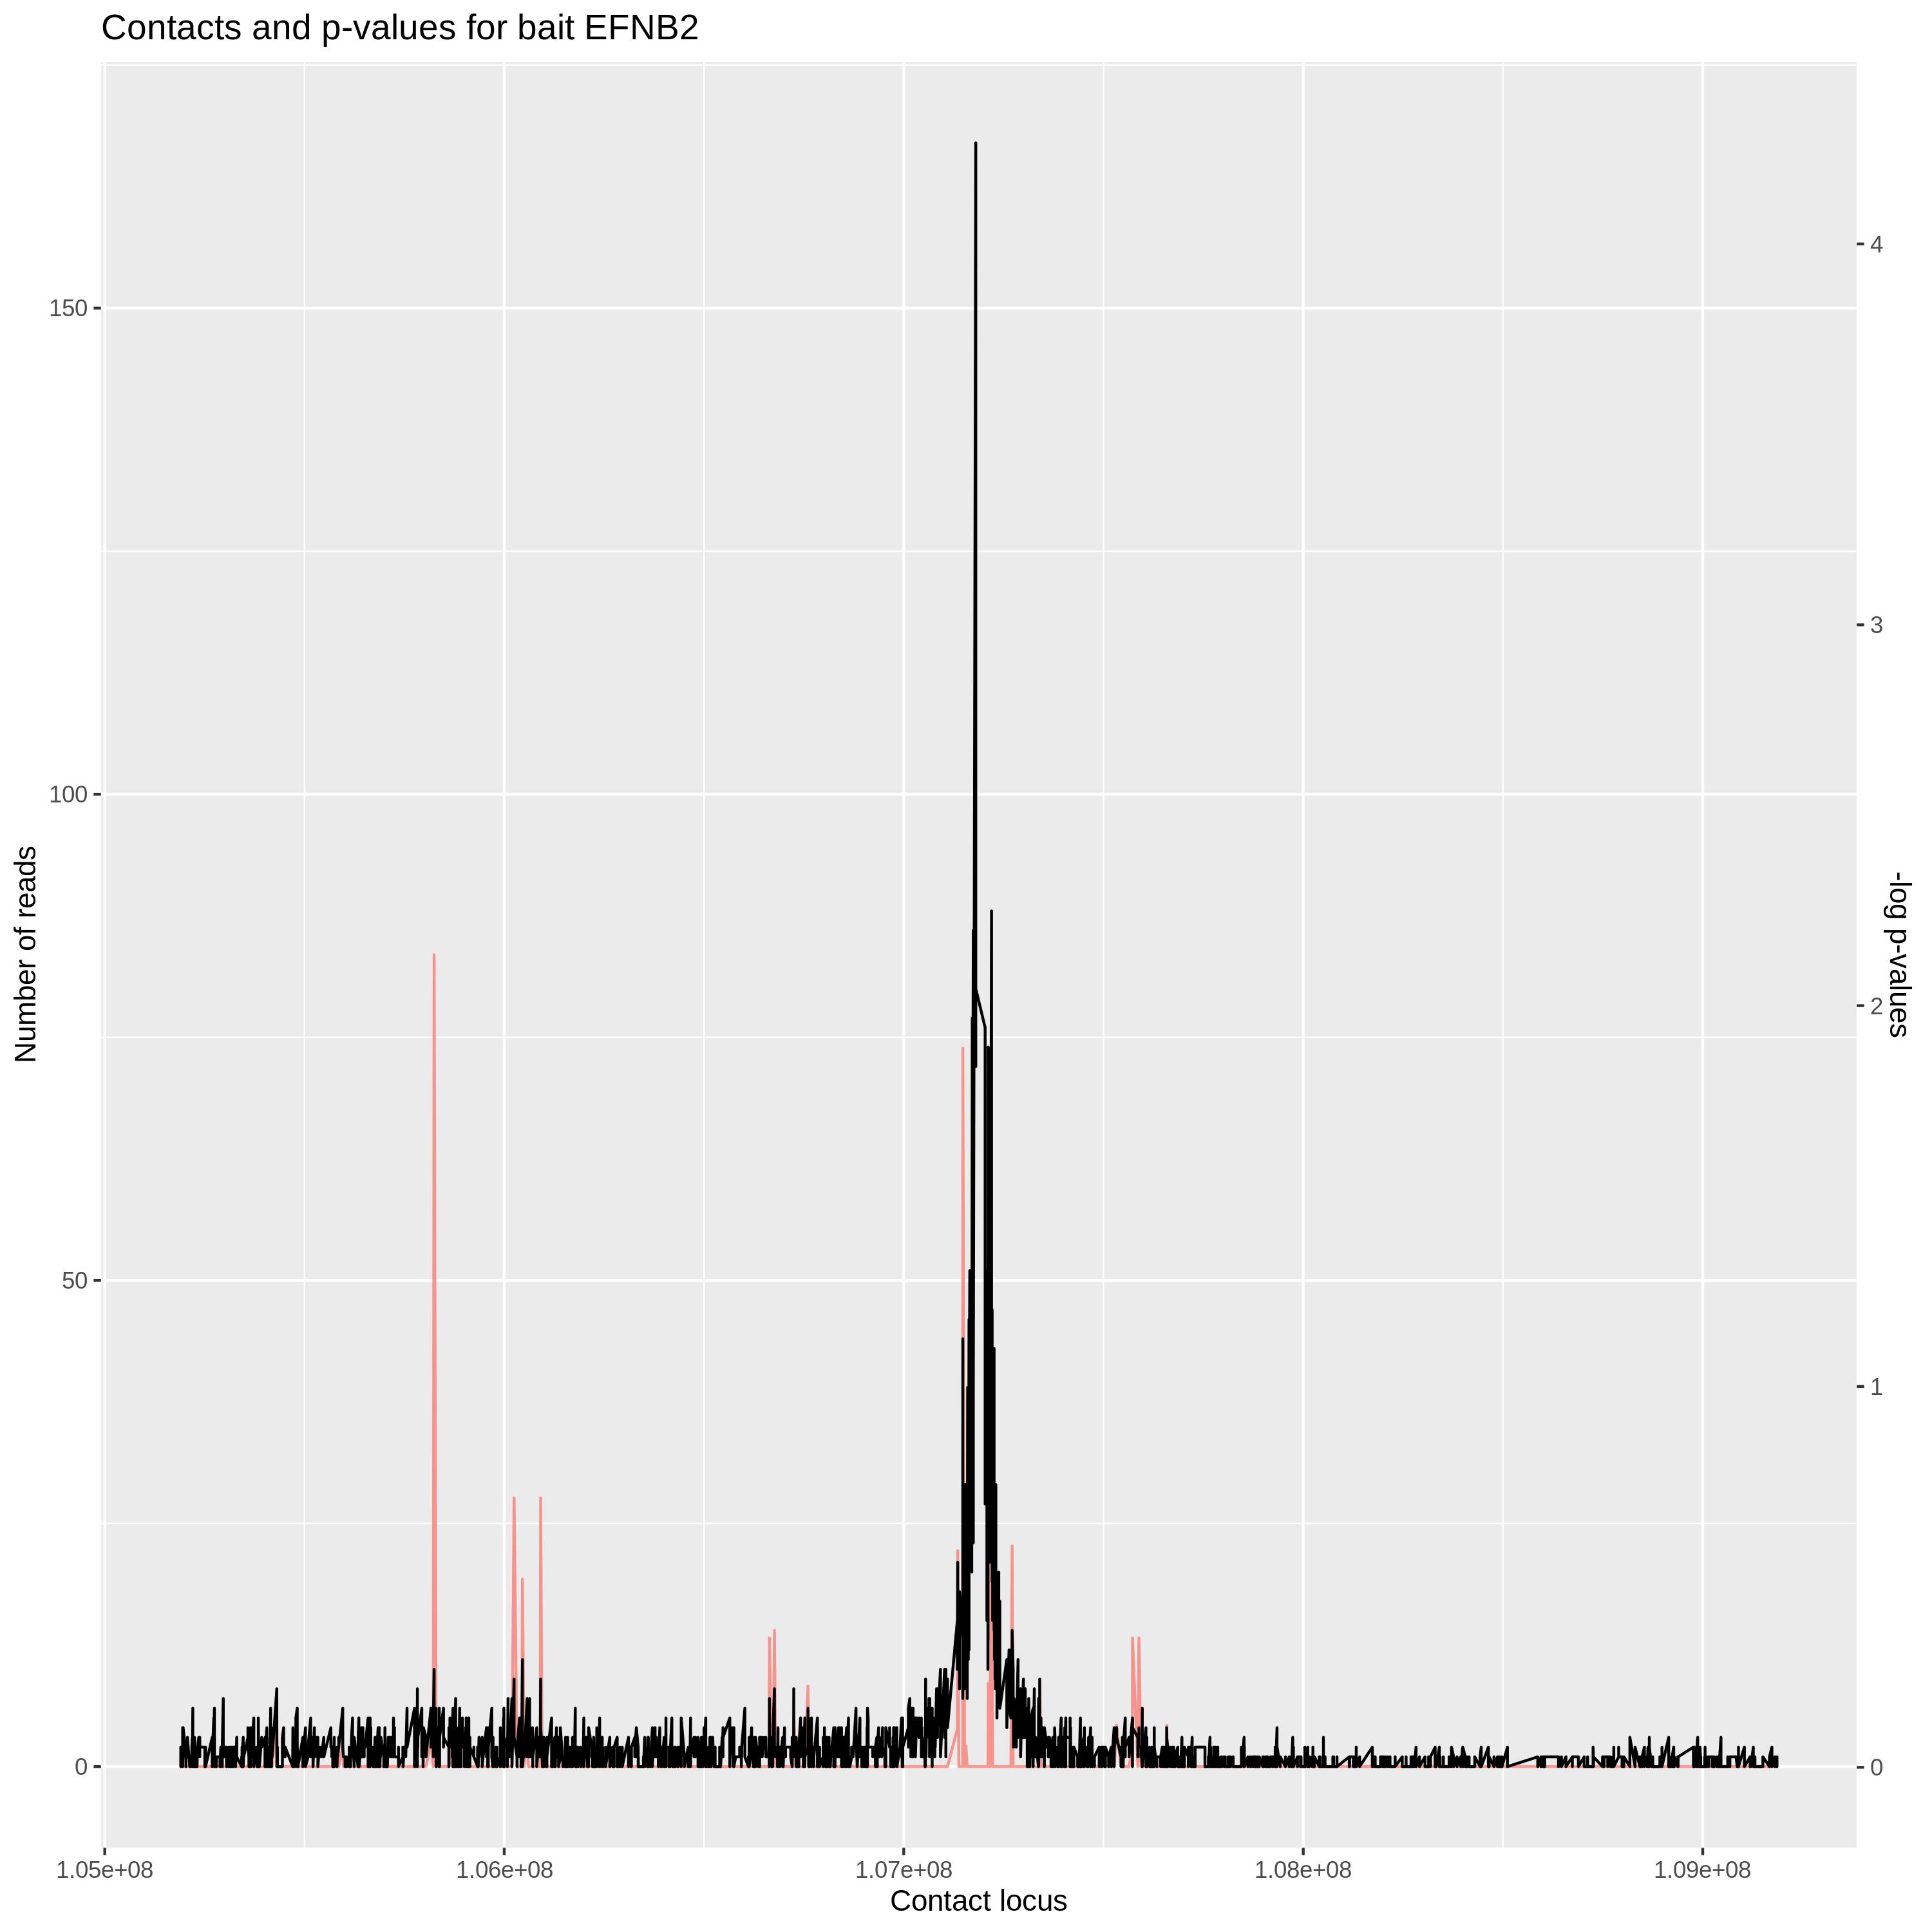 Contacts and p-values for bait EFNB2
150
100
50
0
Number of reads
4
3
2
1
0
-log p-values
1.05e+08
1.06e+08
1.07e+08
1.08e+08
1.09e+08
Contact locus